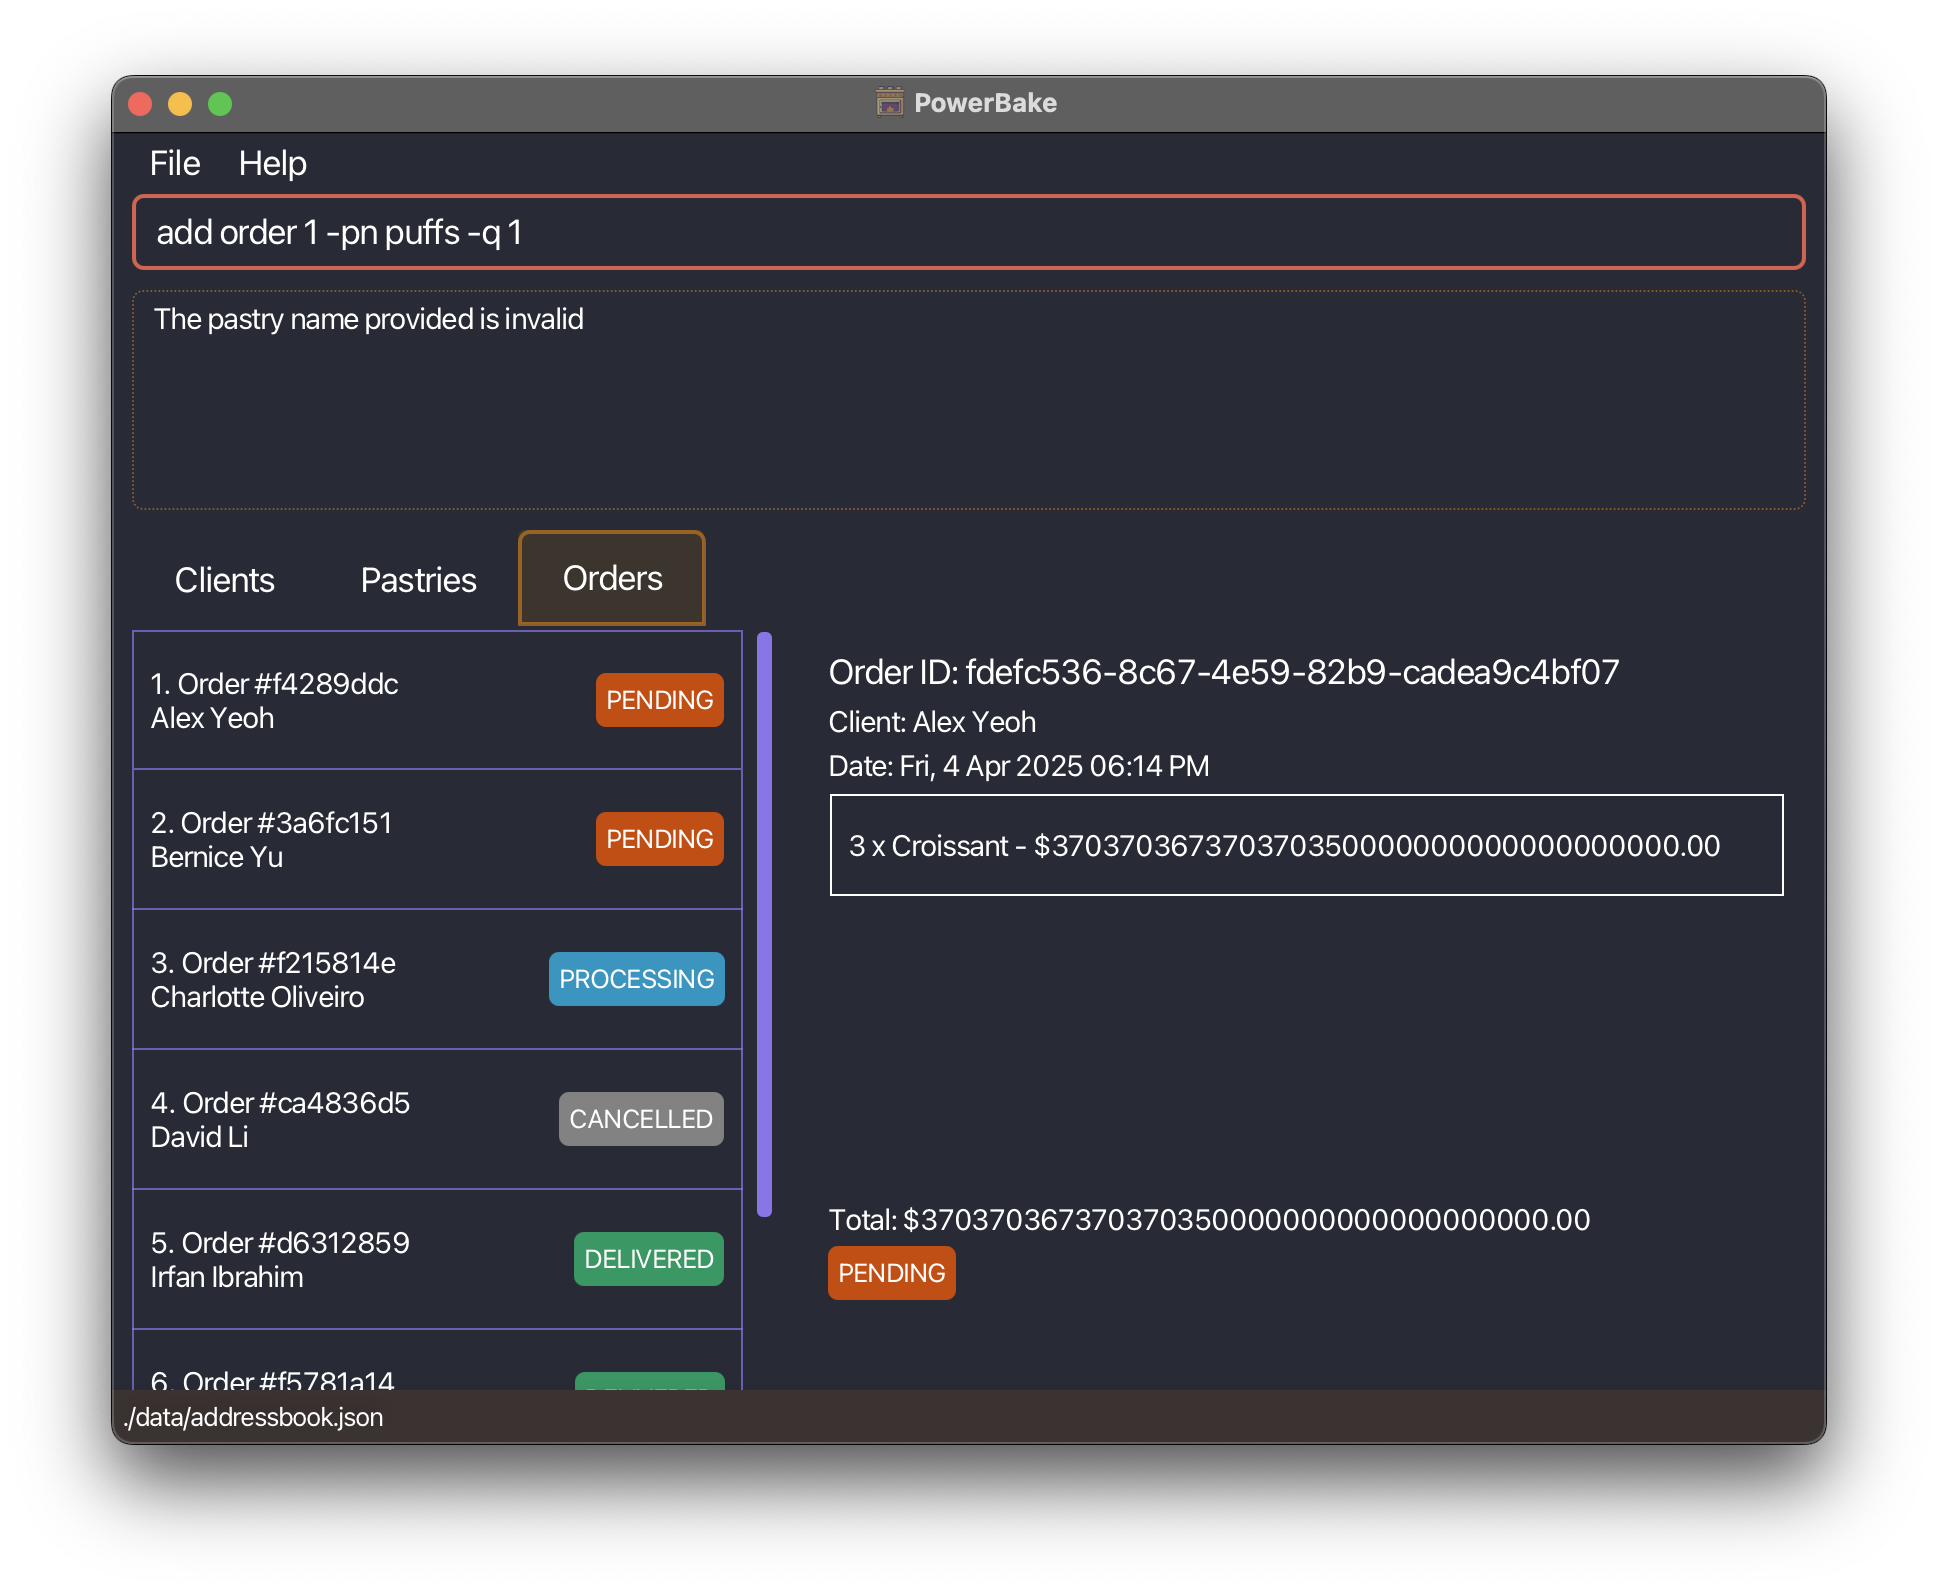 PowerBake
File Help
add order 1 -pn puffs -q 1
The pastry name provided is invalid
Clients Pastries Orders
1. Order #f4289ddc
Alex Yeoh
PENDING
2. Order #3a6fc151
Bernice Yu
PENDING
3. Order #f215814e
Charlotte Oliveiro
PROCESSING
4. Order #ca4836d5
David Li
CANCELLED
5. Order #d6312859
Irfan Ibrahim
DELIVERED
6. Order #f5781a14
Order ID: fdefc536-8c67-4e59-82b9-cadea9c4bf07
Client: Alex Yeoh
Date: Fri, 4 Apr 2025 06:14 PM
3 x Croissant - $3703703673703703500000000000000000.00
Total: $3703703673703703500000000000000000.00
PENDING
./data/addressbook.json